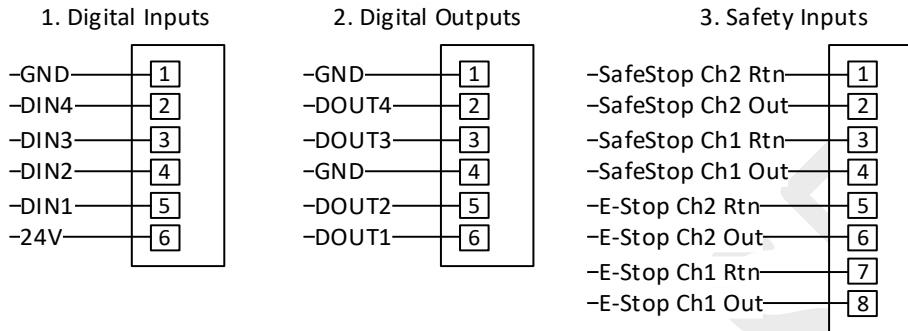 1. Digital Inputs
GND 1
DIN4 2
DIN3 3
DIN2 4
DIN1 5
24V 6
2. Digital Outputs
GND 1
DOUT4 2
DOUT3 3
GND 4
DOUT2 5
DOUT1 6
3. Safety Inputs
SafeStop Ch2 Rtn 1
SafeStop Ch2 Out 2
SafeStop Ch1 Rtn 3
SafeStop Ch1 Out 4
E-Stop Ch2 Rtn 5
E-Stop Ch2 Out 6
E-Stop Ch1 Rtn 7
E-Stop Ch1 Out 8